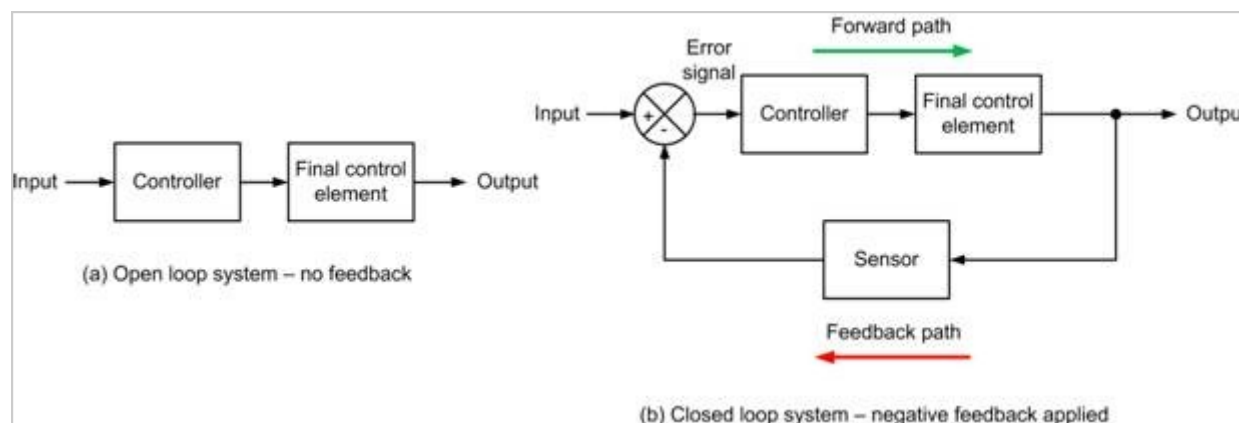 Input
Controller
Final control
element
Output
(a) Open loop system – no feedback
Forward path
Error
signal
Input
+
-
Controller
Final control
element
Outpu
Sensor
Feedback path
(b) Closed loop system – negative feedback applied